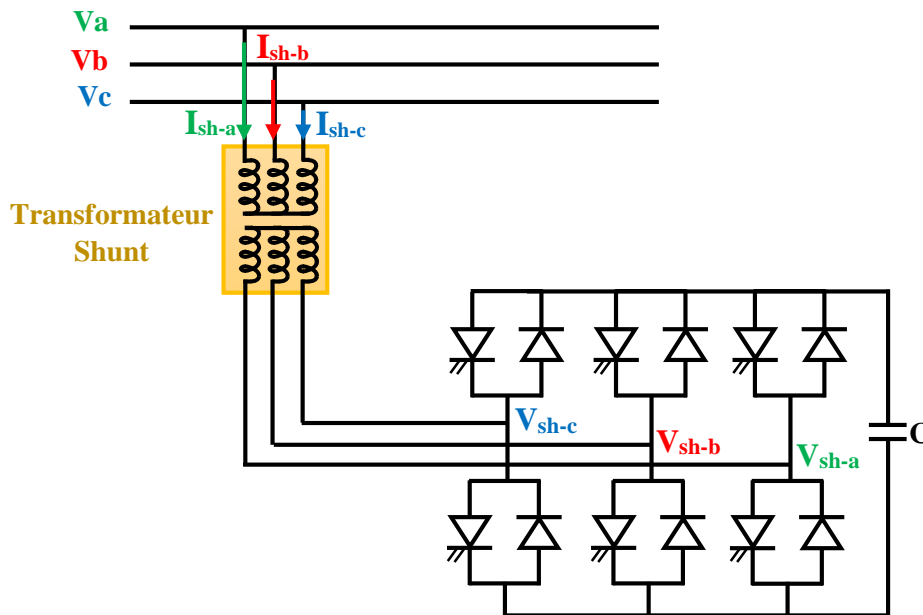 Va
Vb
Vc
Ish-b
Ish-a
Ish-c
Transformateur
Shunt
Vsh-c
Vsh-b
Vsh-a
C